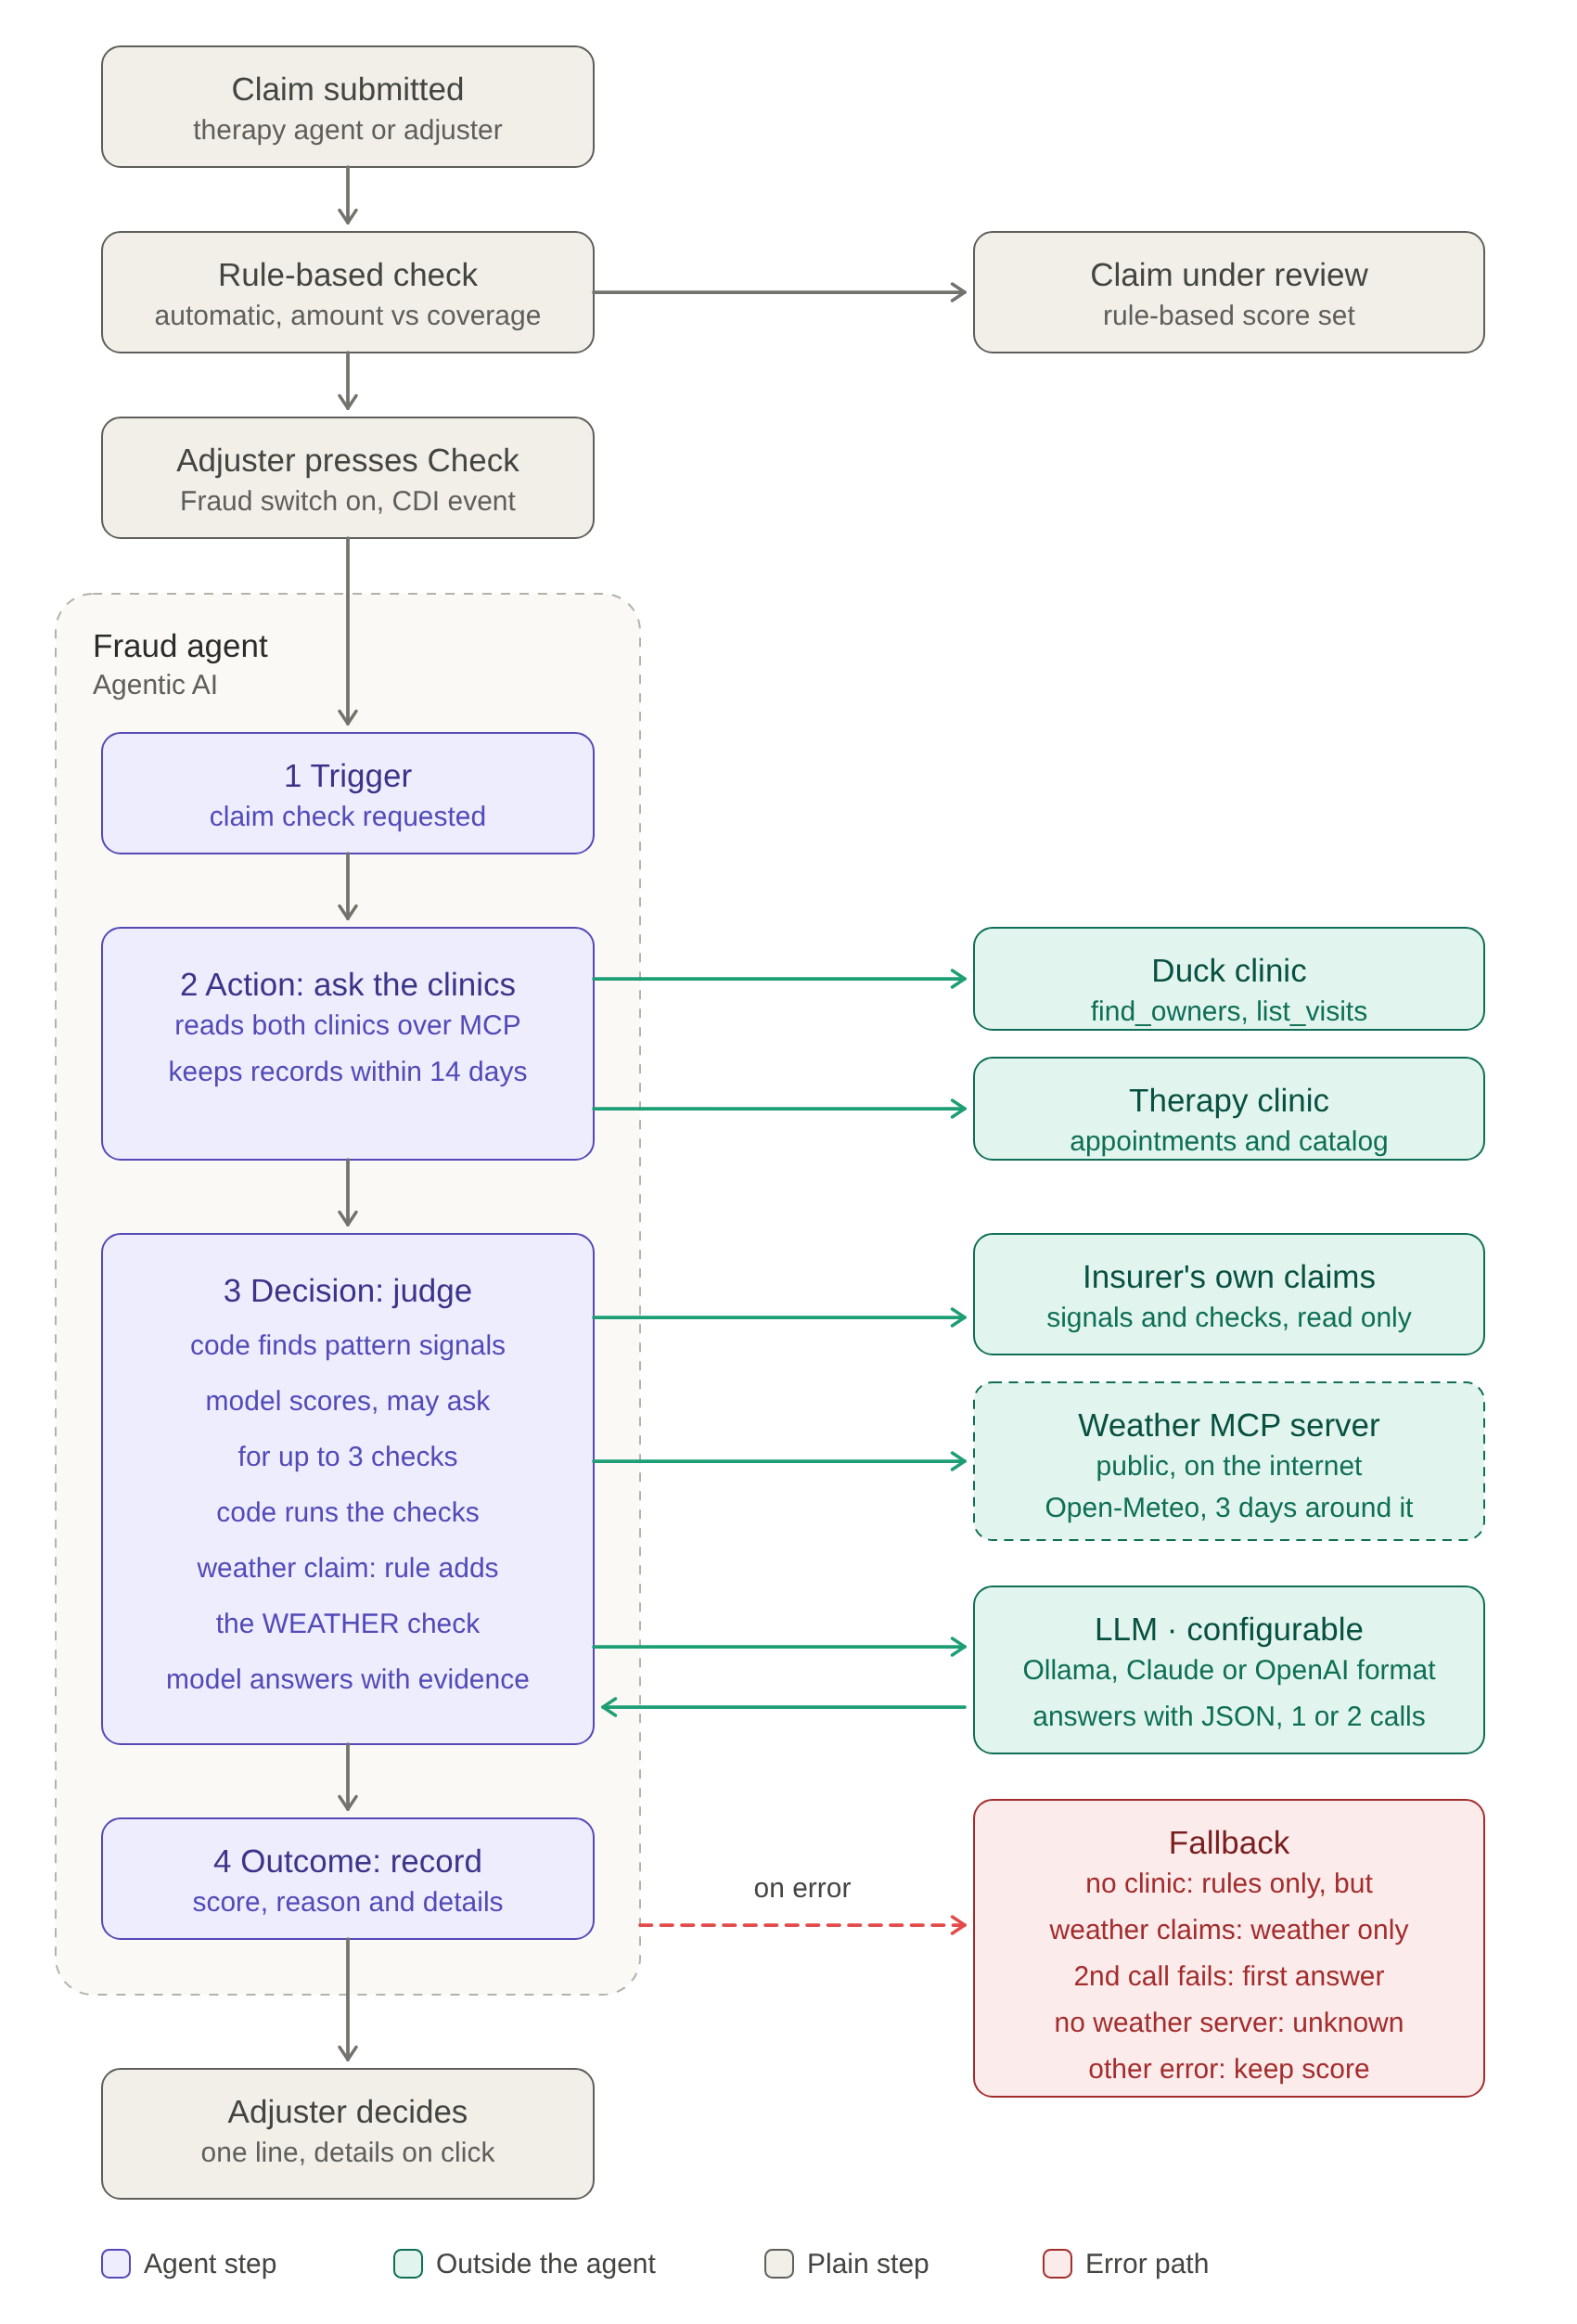 Claim submitted
therapy agent or adjuster
Rule-based check
automatic, amount vs coverage
Claim under review
rule-based score set
Adjuster presses Check
Fraud switch on, CDI event
Fraud agent
Agentic AI
1 Trigger
claim check requested
2 Action: ask the clinics
reads both clinics over MCP
keeps records within 14 days
Duck clinic
find_owners, list_visits
Therapy clinic
appointments and catalog
3 Decision: judge
code finds pattern signals
model scores, may ask
for up to 3 checks
code runs the checks
weather claim: rule adds
the WEATHER check
model answers with evidence
Insurer's own claims
signals and checks, read only
Weather MCP server
public, on the internet
Open-Meteo, 3 days around it
LLM · configurable
Ollama, Claude or OpenAI format
answers with JSON, 1 or 2 calls
4 Outcome: record
score, reason and details
on error
Fallback
no clinic: rules only, but
weather claims: weather only
2nd call fails: first answer
no weather server: unknown
other error: keep score
Adjuster decides
one line, details on click
Agent step
Outside the agent
Plain step
Error path